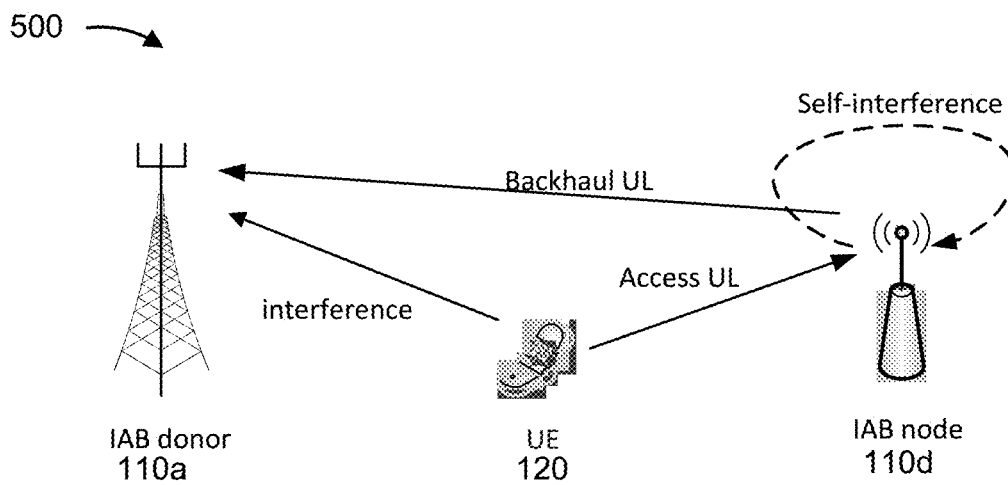 500
Self-interference
Backhaul UL
Access UL
interference
IAB donor
110a
UE
120
IAB node
110d